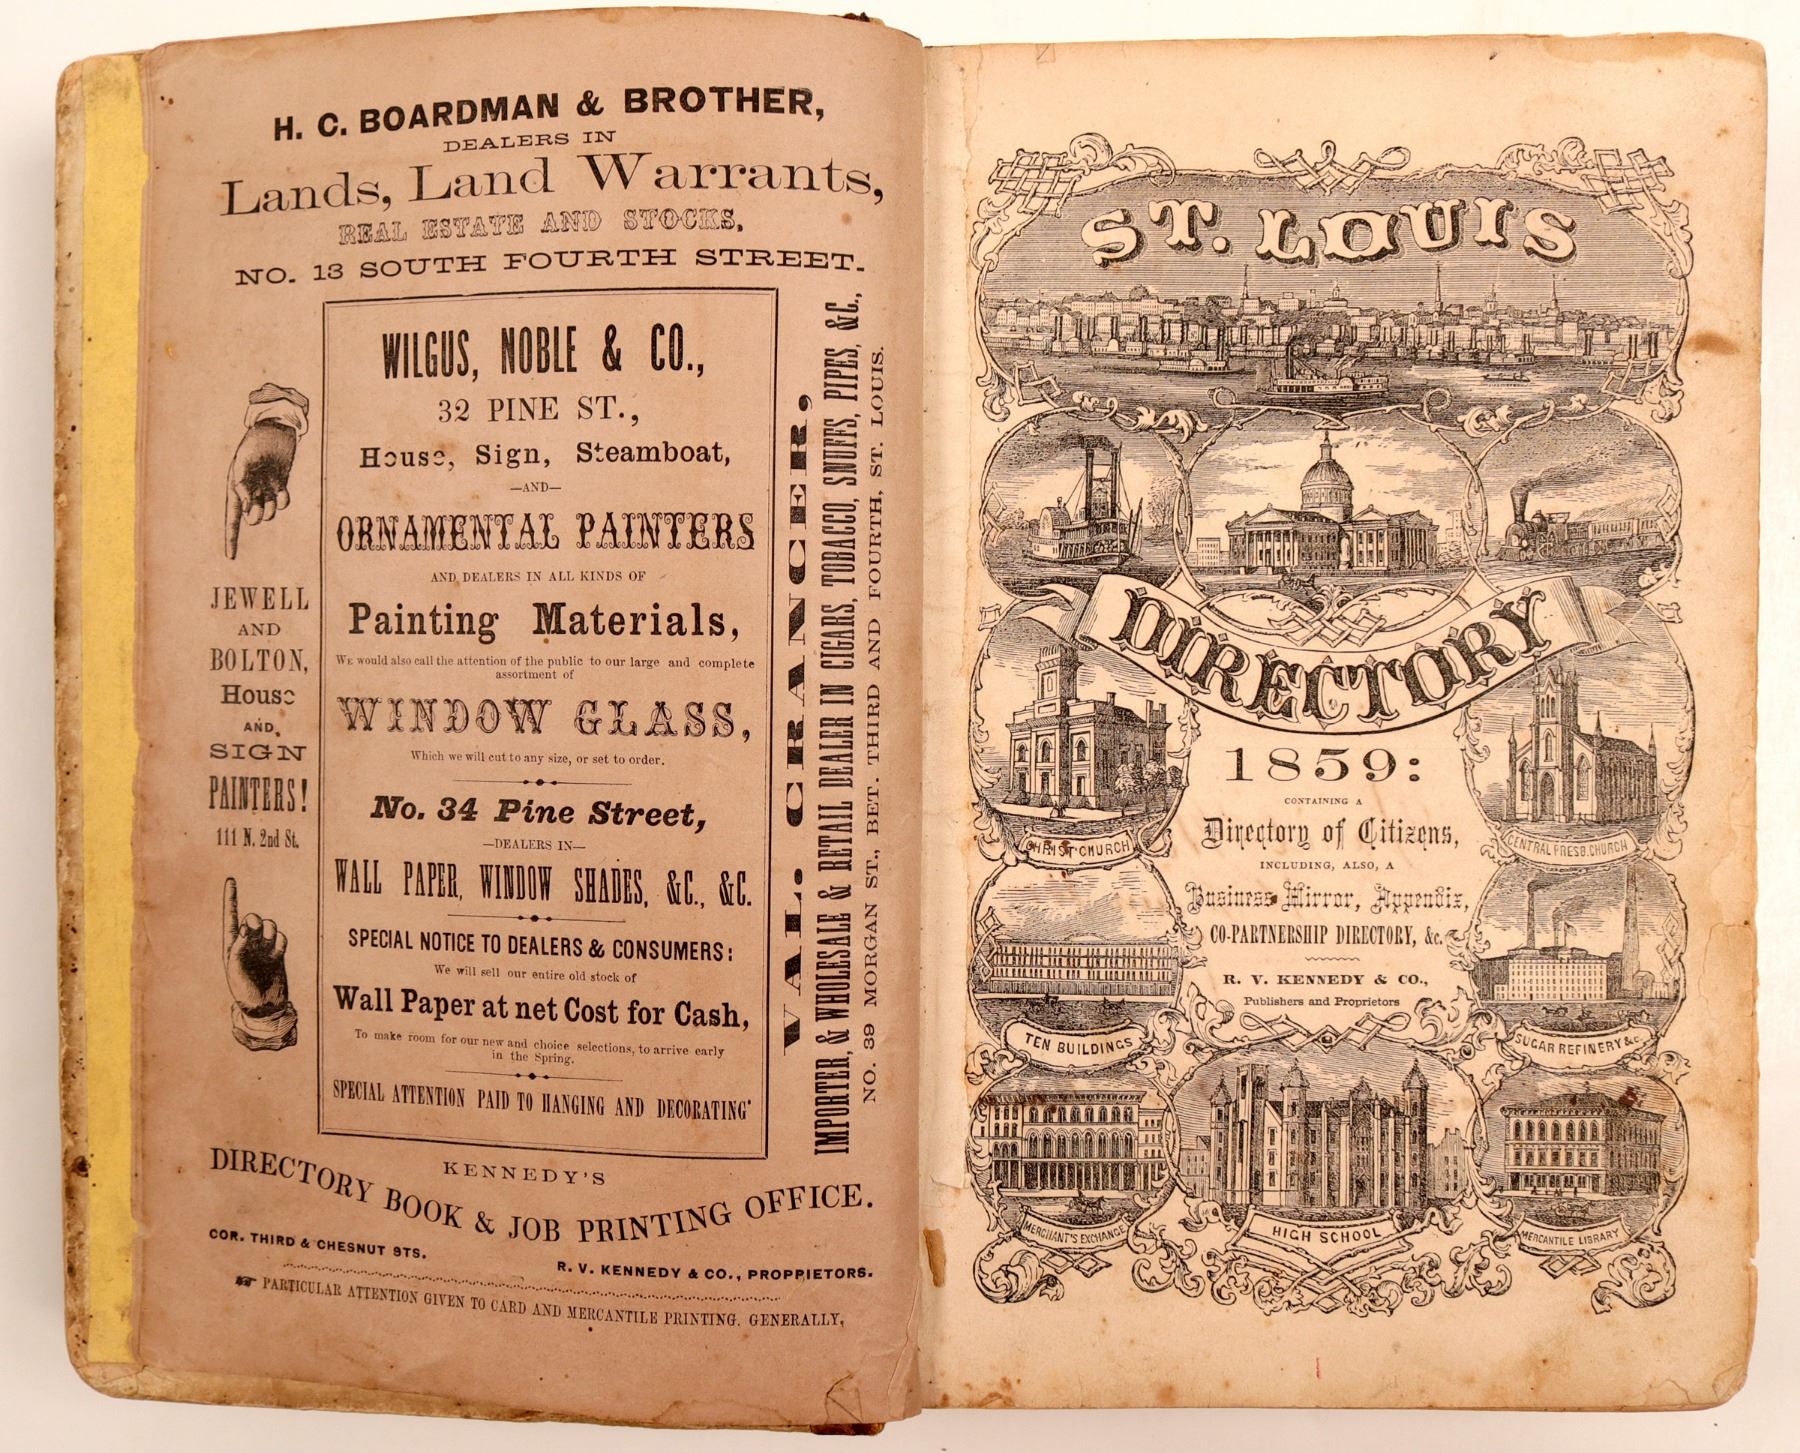 H. C. BOARDMAN & BROTHER,
DEALERS IN
Lands, Land Warrants,
REAL ESTATE AND STOCKS,
NO. 13 SOUTH FOURTH STREET.
JEWELL
AND
BOLTON,
House
AND
SIGN
PAINTERS!
111 N. 2nd St.
WILGUS, NOBLE & CO.,
32 PINE ST.,
House, Sign, Steamboat,
—AND—
ORNAMENTAL PAINTERS
AND DEALERS IN ALL KINDS OF
Painting Materials,
WE would also call the attention of the public to our large and complete
assortment of
WINDOW GLASS,
Which we will cut to any size, or set to order.
No. 34 Pine Street,
—DEALERS IN—
WALL PAPER, WINDOW SHADES, &C., &C.
SPECIAL NOTICE TO DEALERS & CONSUMERS:
We will sell our entire old stock of
Wall Paper at net Cost for Cash,
To make room for our new and choice selections, to arrive early
in the Spring.
SPECIAL ATTENTION PAID TO HANGING AND DECORATING
VAL. CRANCER,
IMPORTER, & WHOLESALE & RETAIL DEALER IN CIGARS, TOBACCO, SNUFFS, PIPES, &C.,
NO. 39 MORGAN ST., BET. THIRD AND FOURTH, ST. LOUIS.
KENNEDY'S
DIRECTORY BOOK & JOB PRINTING OFFICE.
COR. THIRD & CHESNUT STS.
R. V. KENNEDY & CO., PROPRIETORS.
☛ PARTICULAR ATTENTION GIVEN TO CARD AND MERCANTILE PRINTING, GENERALLY,
ST. LOUIS
DIRECTORY
1859:
CONTAINING A
Directory of Citizens,
INCLUDING, ALSO, A
Business Mirror, Appendix,
CO-PARTNERSHIP DIRECTORY, &c.
R. V. KENNEDY & CO.,
Publishers and Proprietors
CHRIST CHURCH
CENTRAL PRESB. CHURCH
TEN BUILDINGS
SUGAR REFINERY &c.
MERCHANT'S EXCHANGE
HIGH SCHOOL
MERCANTILE LIBRARY